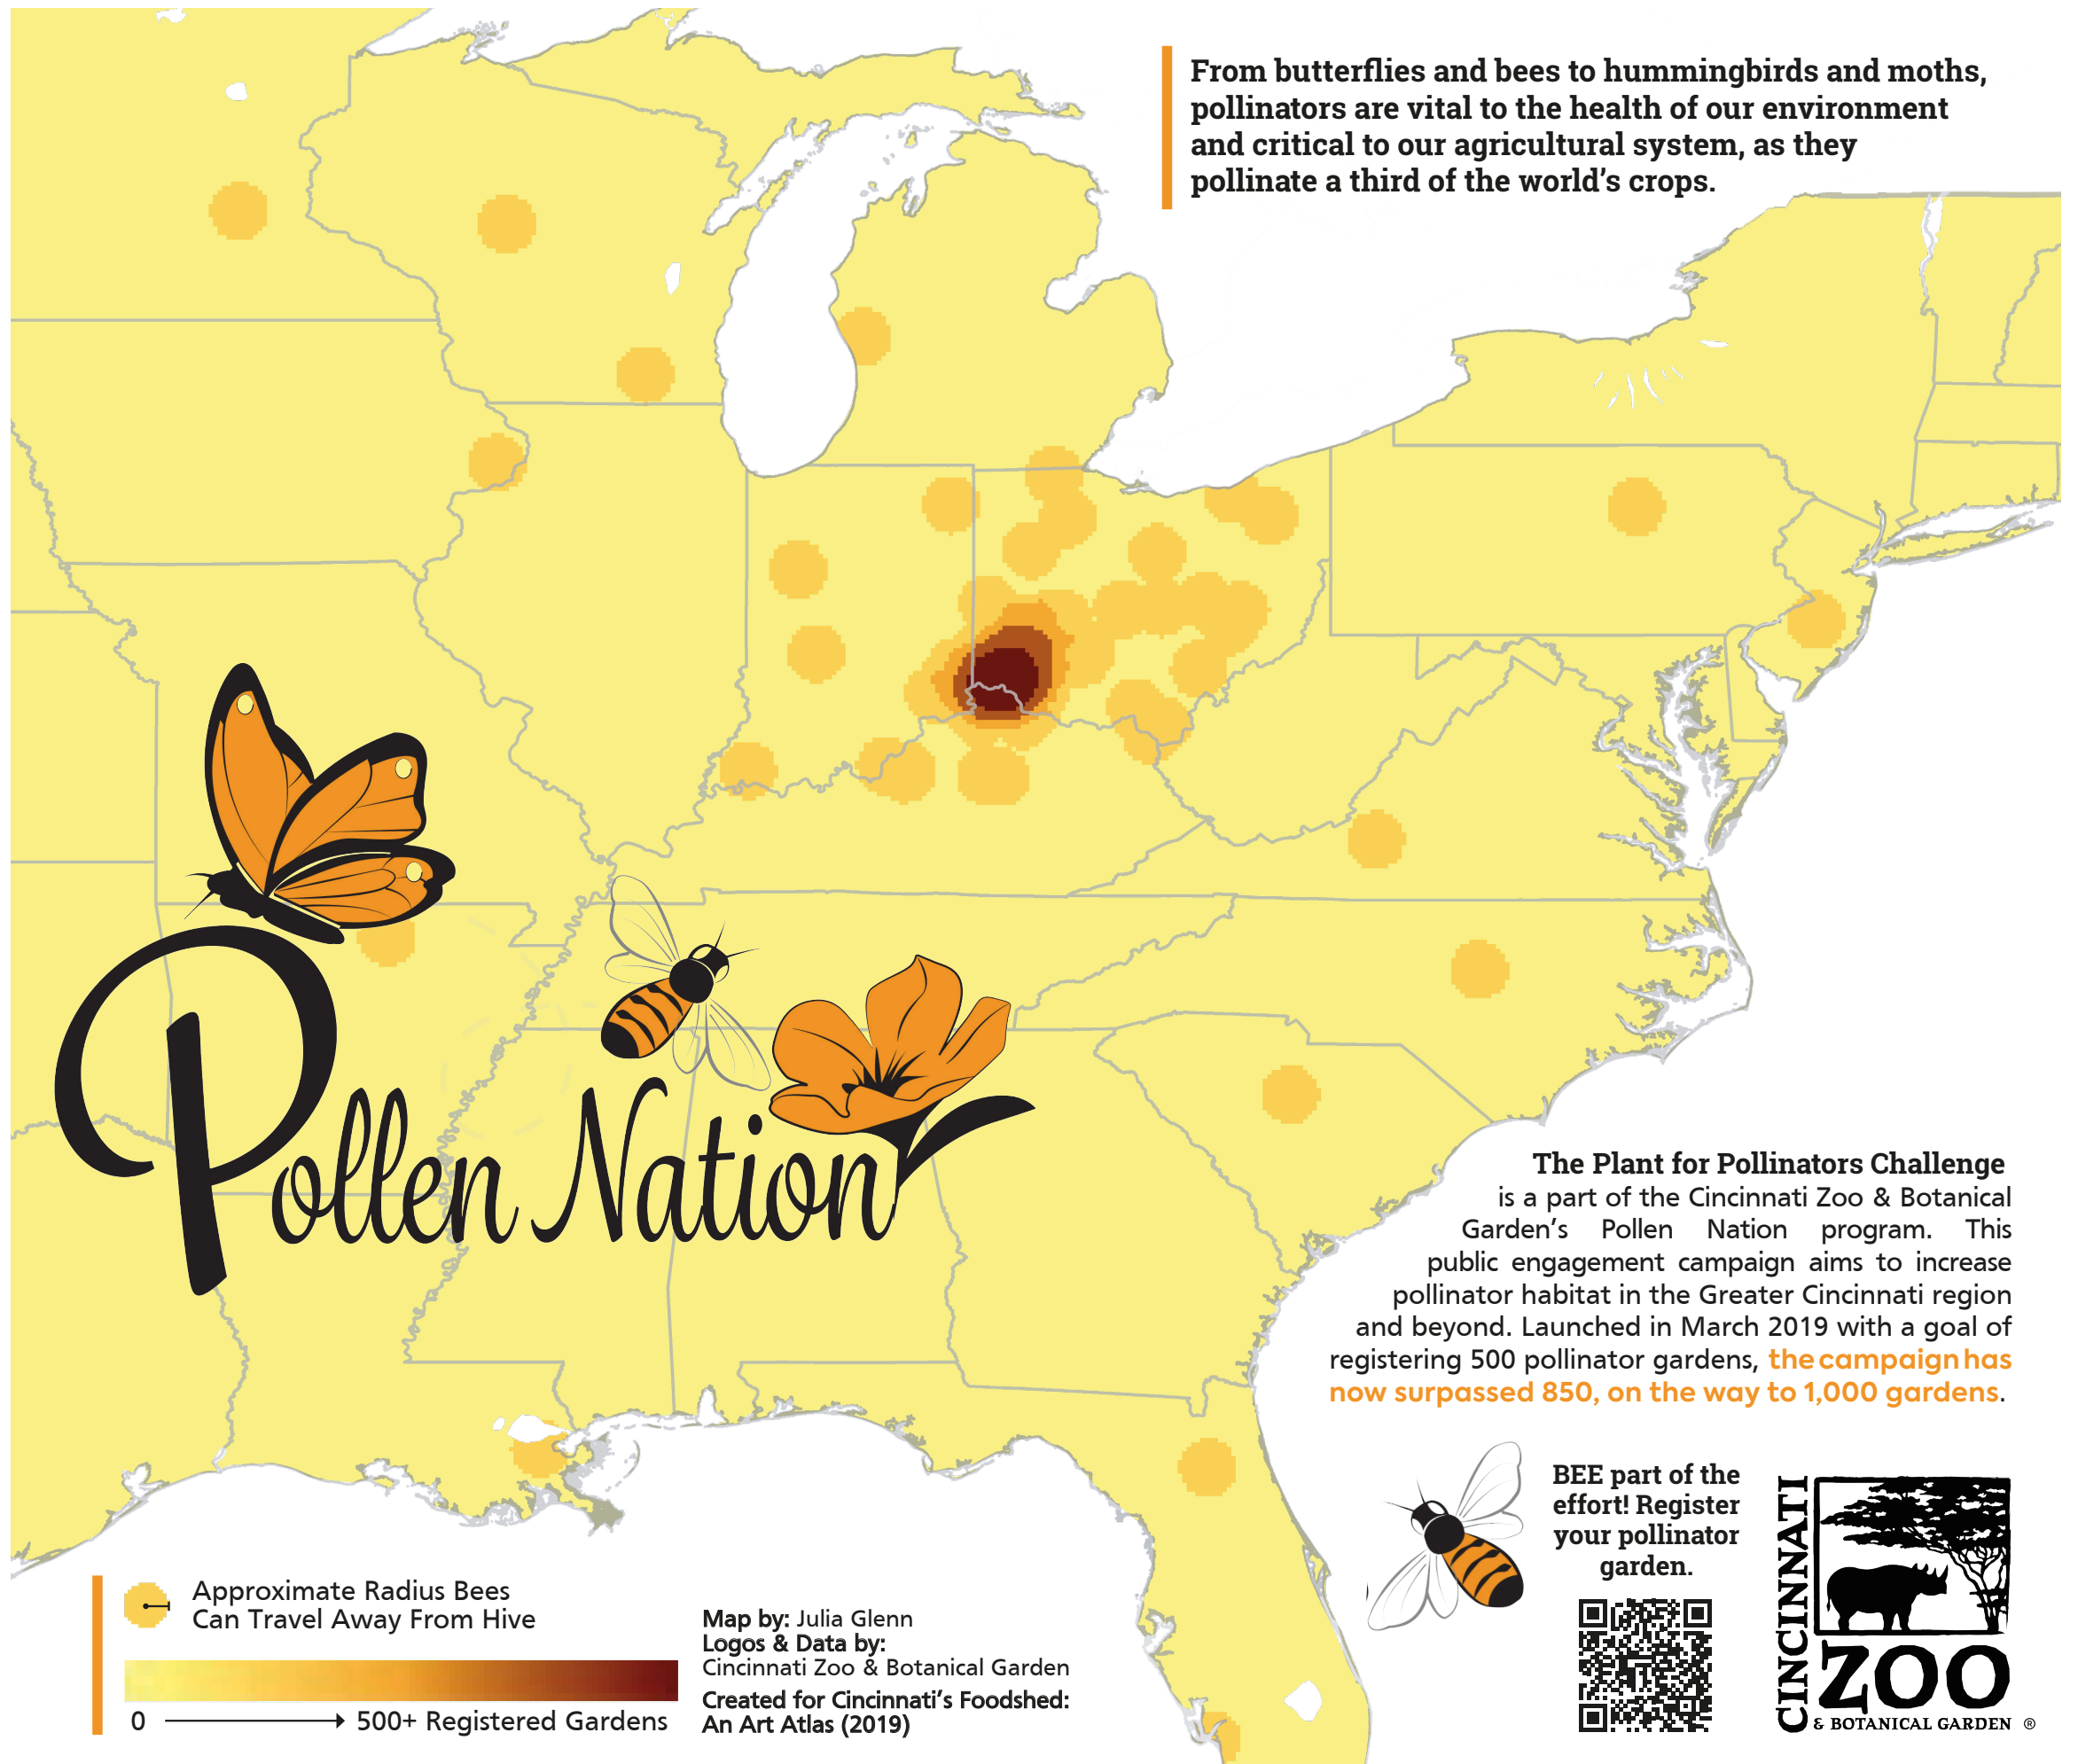 From butterflies and bees to hummingbirds and moths,
pollinators are vital to the health of our environment
and critical to our agricultural system, as they
pollinate a third of the world's crops.
Pollen Nation
The Plant for Pollinators Challenge
is a part of the Cincinnati Zoo & Botanical
Garden's Pollen Nation program. This
public engagement campaign aims to increase
pollinator habitat in the Greater Cincinnati region
and beyond. Launched in March 2019 with a goal of
registering 500 pollinator gardens, the campaign has
now surpassed 850, on the way to 1,000 gardens.
BEE part of the
effort! Register
your pollinator
garden.
CINCINNATI
ZOO
& BOTANICAL GARDEN ®
Approximate Radius Bees
Can Travel Away From Hive
0 500+ Registered Gardens
Map by: Julia Glenn
Logos & Data by:
Cincinnati Zoo & Botanical Garden
Created for Cincinnati's Foodshed:
An Art Atlas (2019)